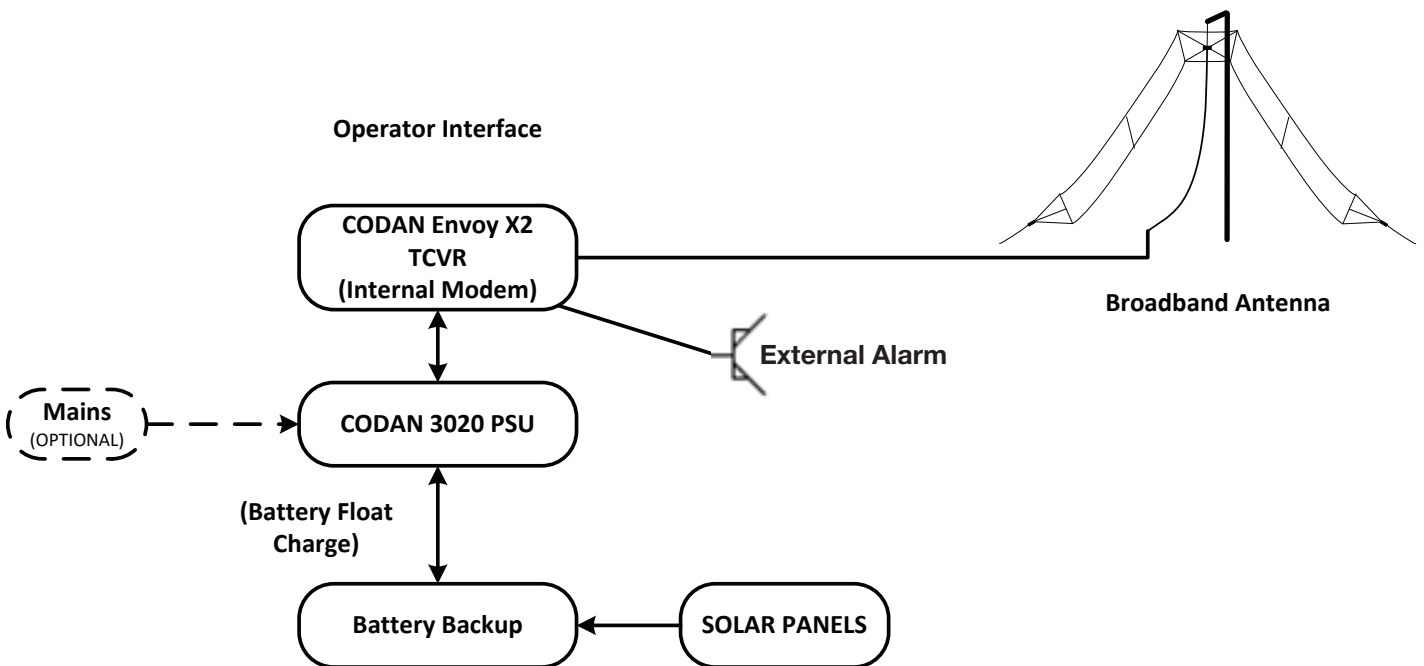 Operator Interface
CODAN Envoy X2
TCVR
(Internal Modem)
Broadband Antenna
External Alarm
Mains
(OPTIONAL)
CODAN 3020 PSU
(Battery Float
Charge)
Battery Backup
SOLAR PANELS